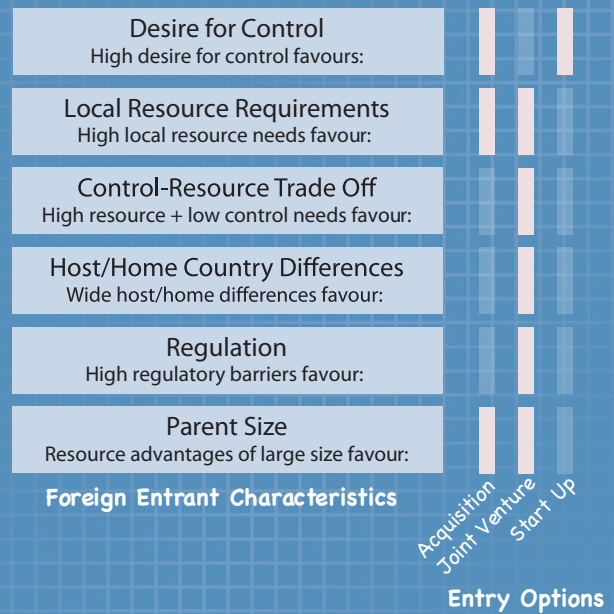 Desire for Control
High desire for control favours:
Local Resource Requirements
High local resource needs favour:
Control-Resource Trade Off
High resource + low control needs favour:
Host/Home Country Differences
Wide host/home differences favour:
Regulation
High regulatory barriers favour:
Parent Size
Resource advantages of large size favour:
Foreign Entrant Characteristics
Acquisition
Joint Venture
Start Up
Entry Options